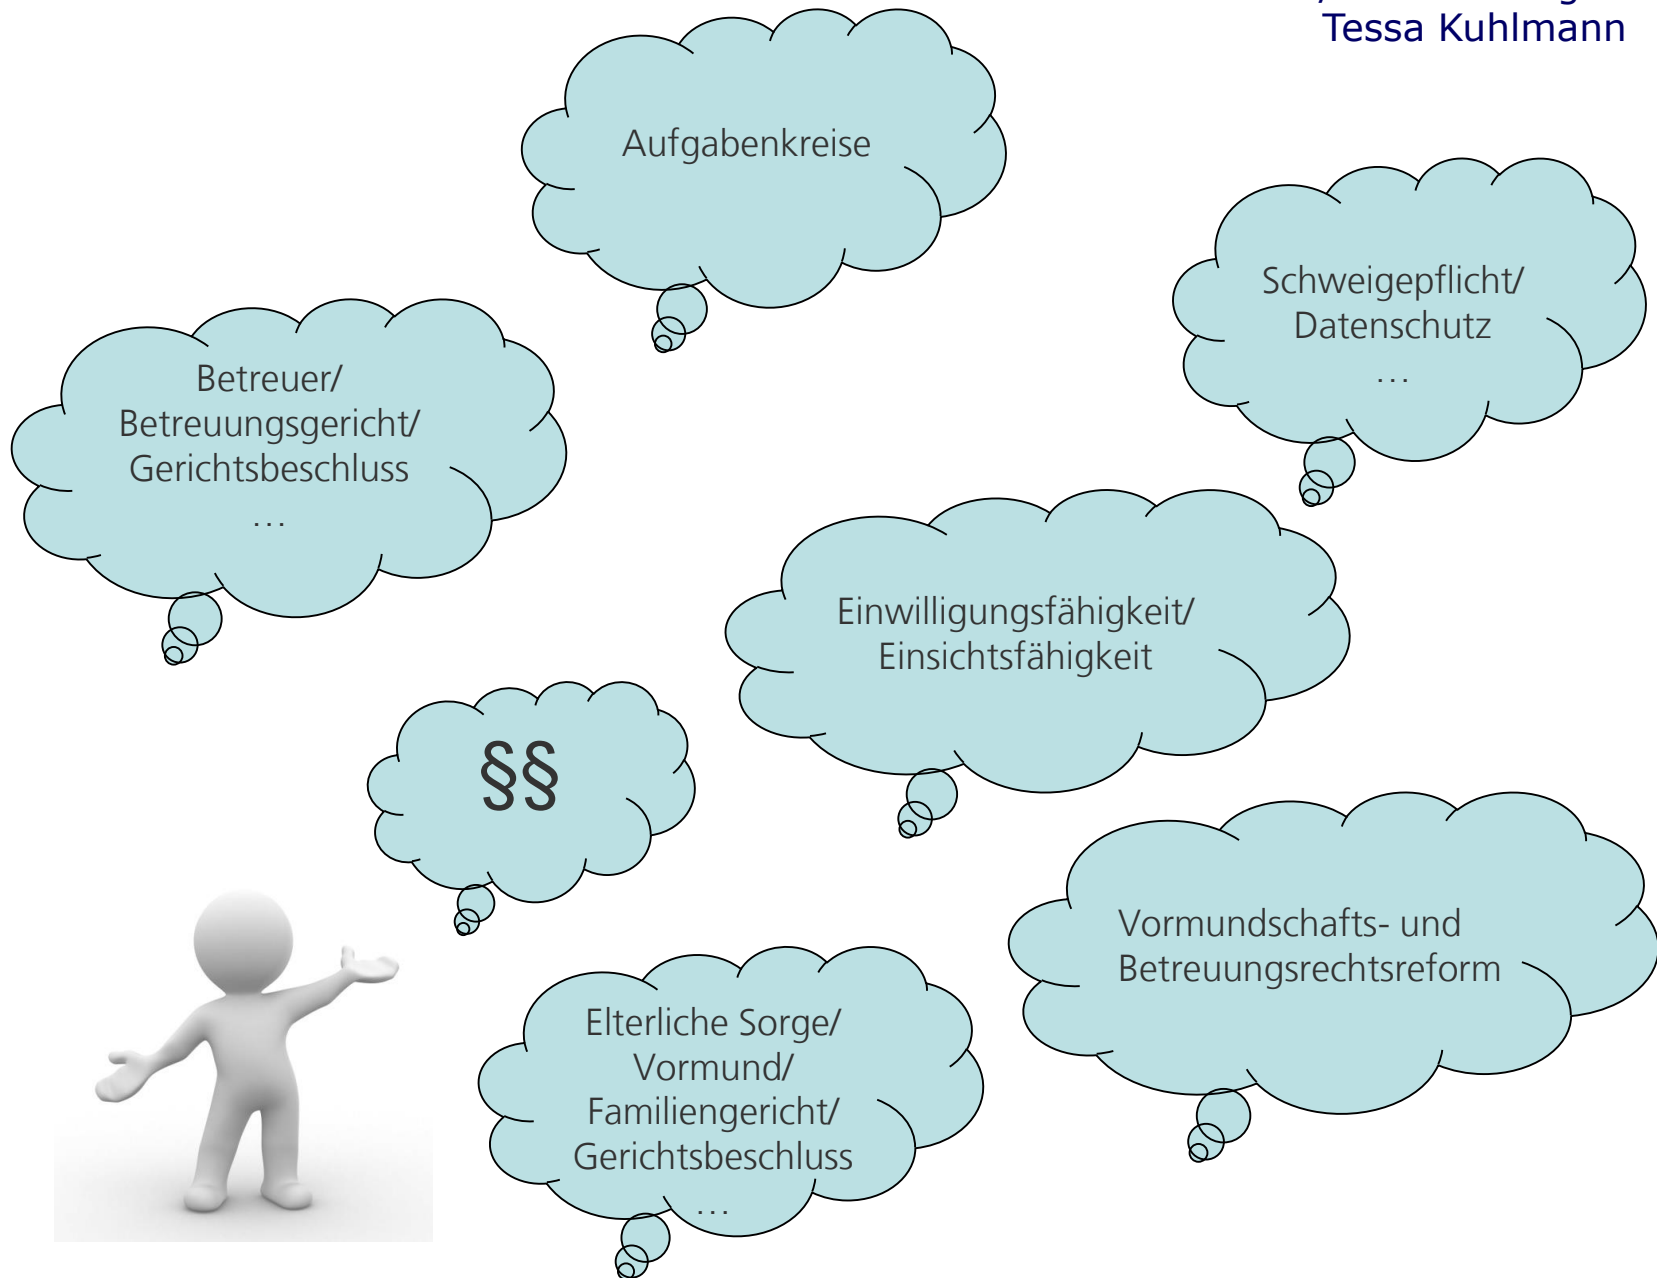 Tessa Kuhlmann
Aufgabenkreise
Schweigepflicht/
Datenschutz
...
Betreuer/
Betreuungsgericht/
Gerichtsbeschluss
...
Einwilligungsfähigkeit/
Einsichtsfähigkeit
§§
Vormundschafts- und
Betreuungsrechtsreform
Elterliche Sorge/
Vormund/
Familiengericht/
Gerichtsbeschluss
...